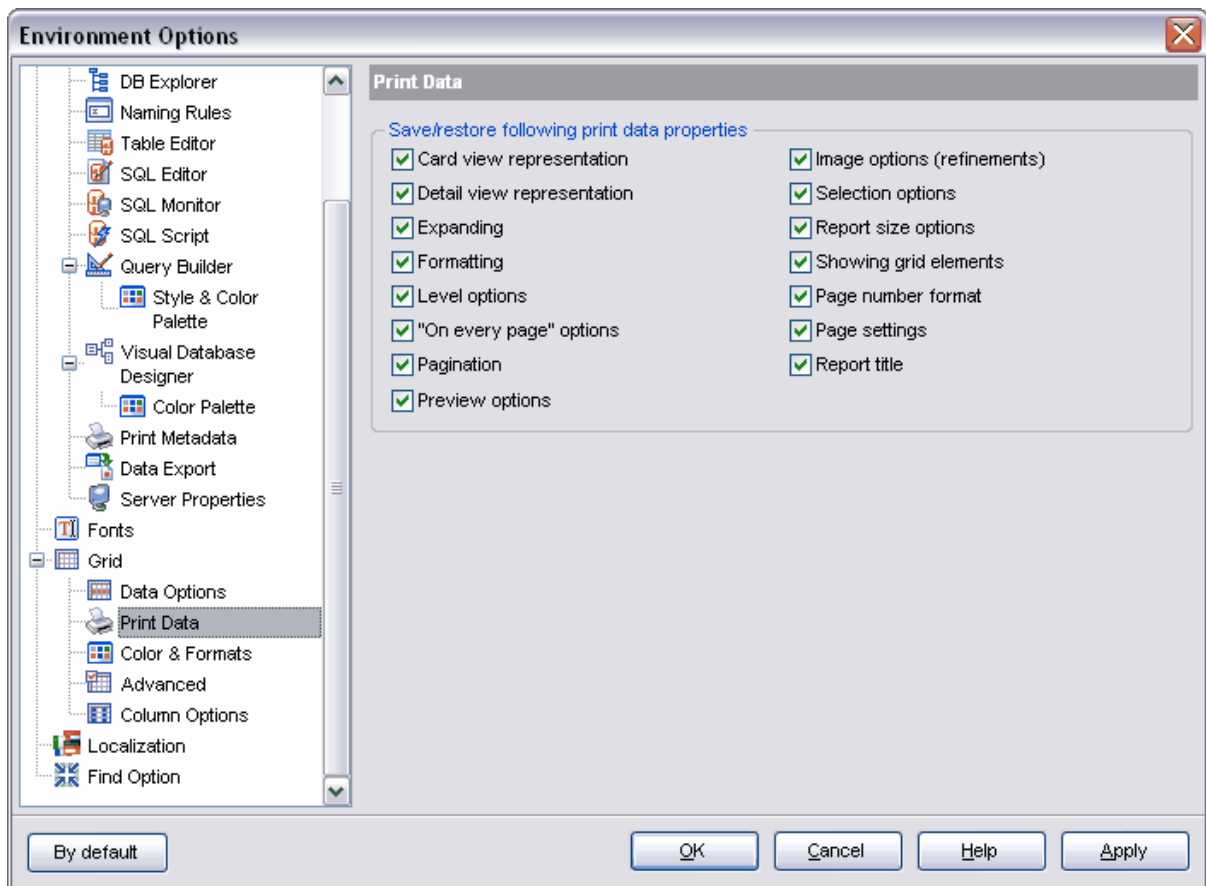 Environment Options
DB Explorer
Naming Rules
Table Editor
SQL Editor
SQL Monitor
SQL Script
Query Builder
Style & Color
Palette
Visual Database
Designer
Color Palette
Print Metadata
Data Export
Server Properties
Fonts
Grid
Data Options
Print Data
Color & Formats
Advanced
Column Options
Localization
Find Option
Print Data
Save/restore following print data properties
Card view representation
Detail view representation
Expanding
Formatting
Level options
"On every page" options
Pagination
Preview options
Image options (refinements)
Selection options
Report size options
Showing grid elements
Page number format
Page settings
Report title
By default
OK
Cancel
Help
Apply